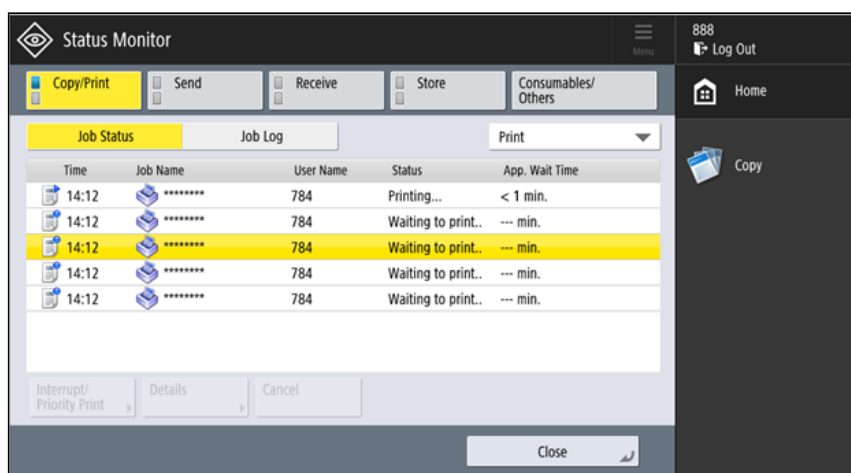 Status Monitor
Menu
888
Log Out
Copy/Print
Send
Receive
Store
Consumables/
Others
Home
Job Status
Job Log
Print
Copy
Time Job Name User Name Status App. Wait Time
14:12 ******** 784 Printing... < 1 min.
14:12 ******** 784 Waiting to print.. --- min.
14:12 ******** 784 Waiting to print.. --- min.
14:12 ******** 784 Waiting to print.. --- min.
14:12 ******** 784 Waiting to print.. --- min.
Interrupt/
Priority Print
Details
Cancel
Close